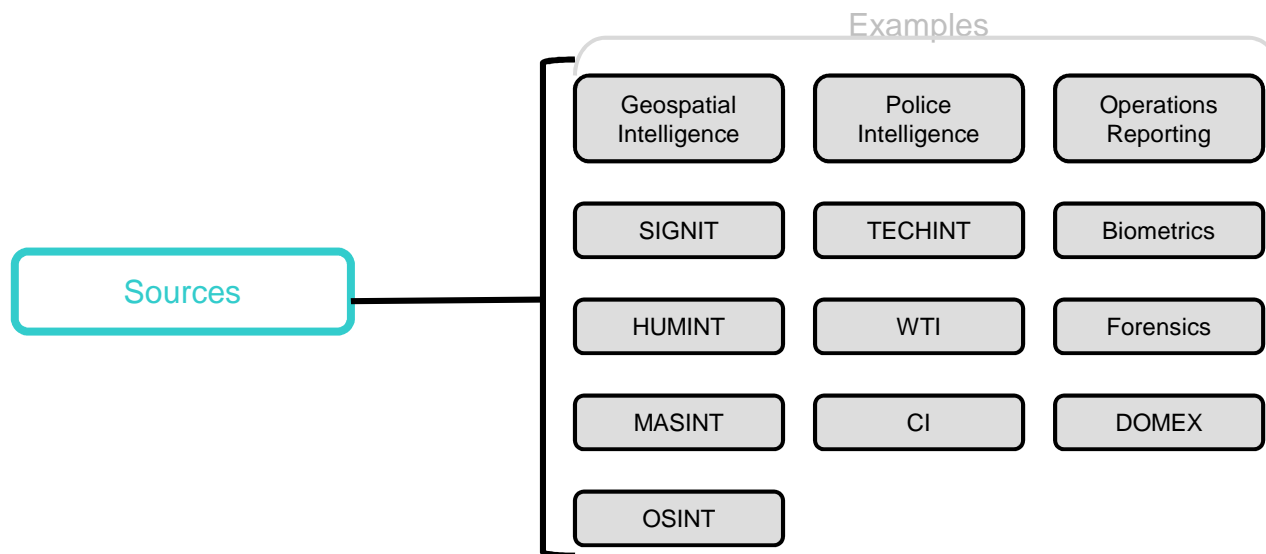 Examples
Geospatial
Intelligence
Police
Intelligence
Operations
Reporting
SIGNIT
TECHINT
Biometrics
Sources
HUMINT
WTI
Forensics
MASINT
CI
DOMEX
OSINT